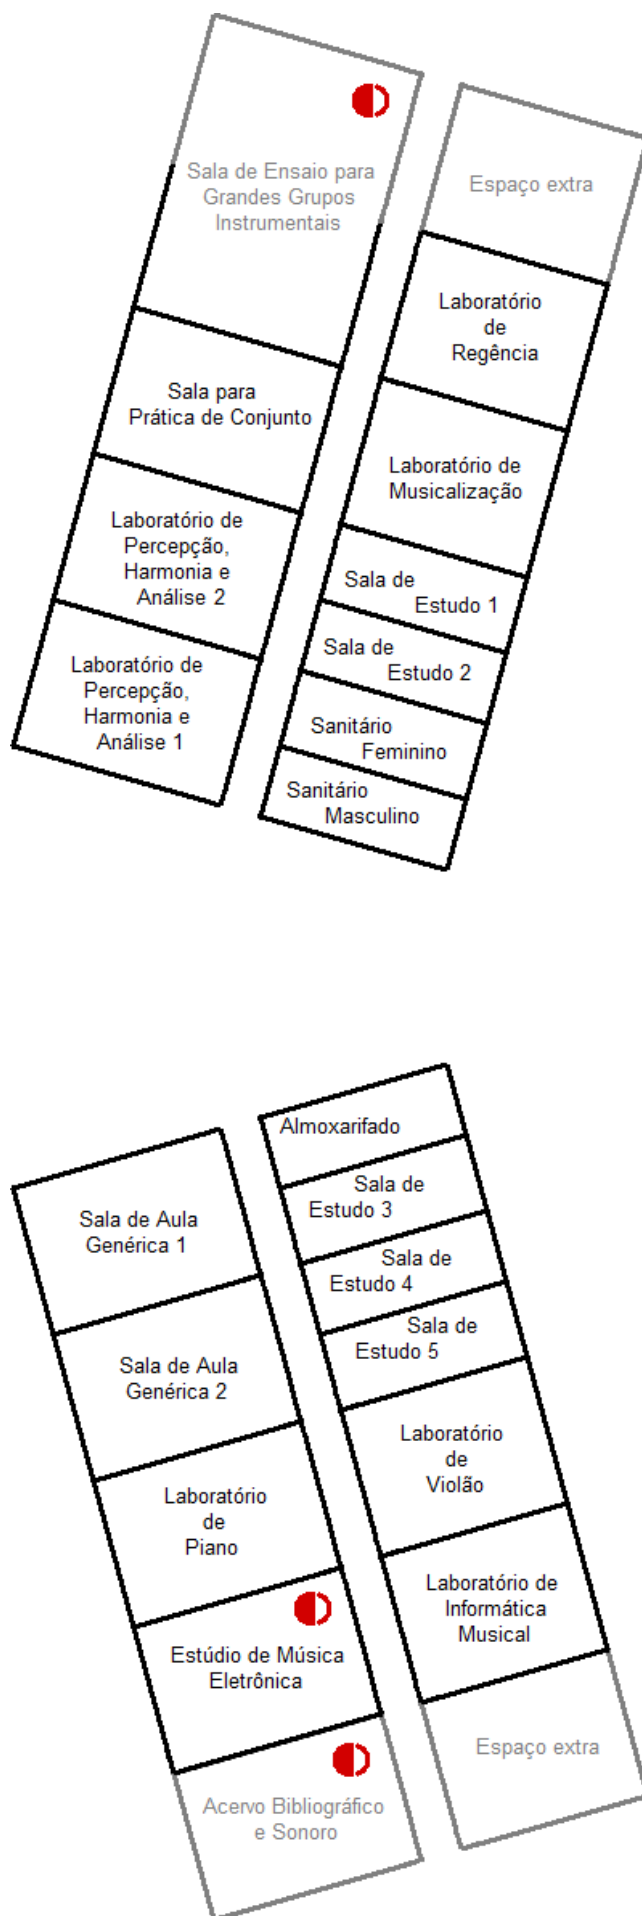 Sala de Ensaio para
Grandes Grupos
Instrumentais
Espaço extra
Laboratório
de
Regência
Sala para
Prática de Conjunto
Laboratório de
Musicalização
Laboratório de
Percepção,
Harmonia e
Análise 2
Sala de
Estudo 1
Sala de
Estudo 2
Laboratório de
Percepção,
Harmonia e
Análise 1
Sanitário
Feminino
Sanitário
Masculino
Almoxarifado
Sala de
Estudo 3
Sala de Aula
Genérica 1
Sala de
Estudo 4
Sala de
Estudo 5
Sala de Aula
Genérica 2
Laboratório
de
Violão
Laboratório
de
Piano
Laboratório de
Informática
Musical
Estúdio de Música
Eletrônica
Espaço extra
Acervo Bibliográfico
e Sonoro